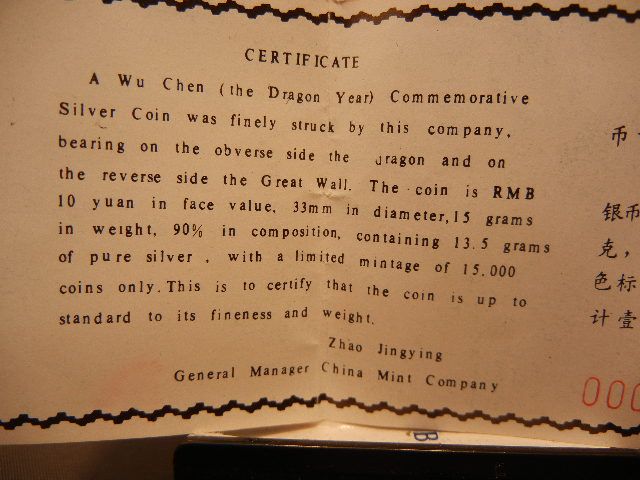 CERTIFICATE
A Wu Chen (the Dragon Year) Commemorative
Silver Coin was finely struck by this company,
bearing on the obverse side the dragon and on
the reverse side the Great Wall. The coin is RMB
10 yuan in face value, 33mm in diameter, 15 grams
in weight, 90% in composition, containing 13.5 grams
of pure silver, with a limited mintage of 15,000
coins only. This is to certify that the coin is up to
standard to its fineness and weight.
Zhao Jingying
General Manager China Mint Company
币
银币
克，
色标
计壹
000
B